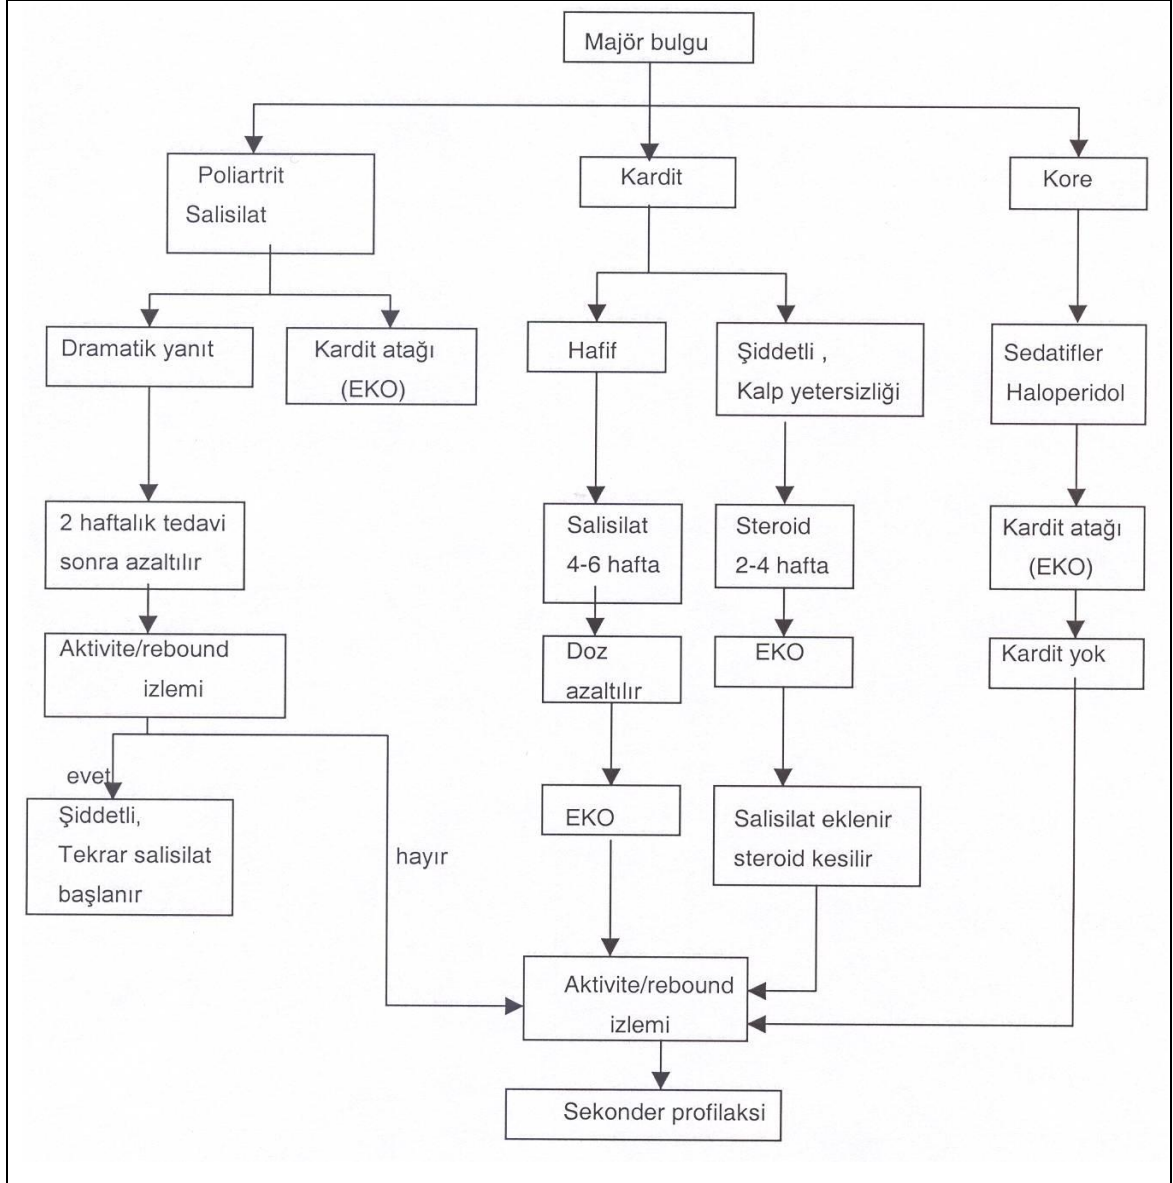 Majör bulgu
Poliartrit
Salisilat
Kardit
Kore
Dramatik yanıt
Kardit atağı
(EKO)
Hafif
Şiddetli ,
Kalp yetersizliği
Sedatifler
Haloperidol
2 haftalık tedavi
sonra azaltılır
Salisilat
4-6 hafta
Steroid
2-4 hafta
Kardit atağı
(EKO)
Aktivite/rebound
izlemi
Doz
azaltılır
EKO
Kardit yok
evet
Şiddetli,
Tekrar salisilat
başlanır
hayır
EKO
Salisilat eklenir
steroid kesilir
Aktivite/rebound
izlemi
Sekonder profilaksi